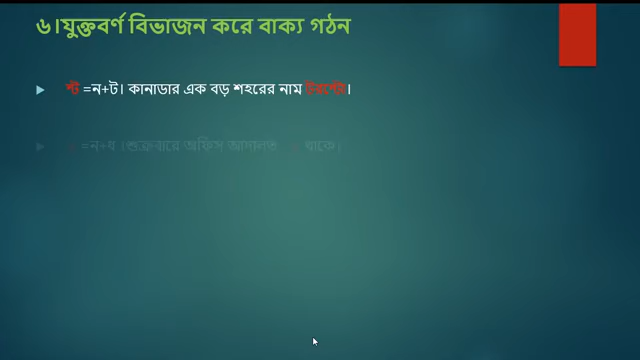 ৬।যুক্তবর্ণ বিভাজন করে বাক্য গঠন
ন্ট =ন+ট। কানাডার এক বড় শহরের নাম টরন্টো।
=ন+ধ।শুক্রবারে অফিস আদালত থাকে।